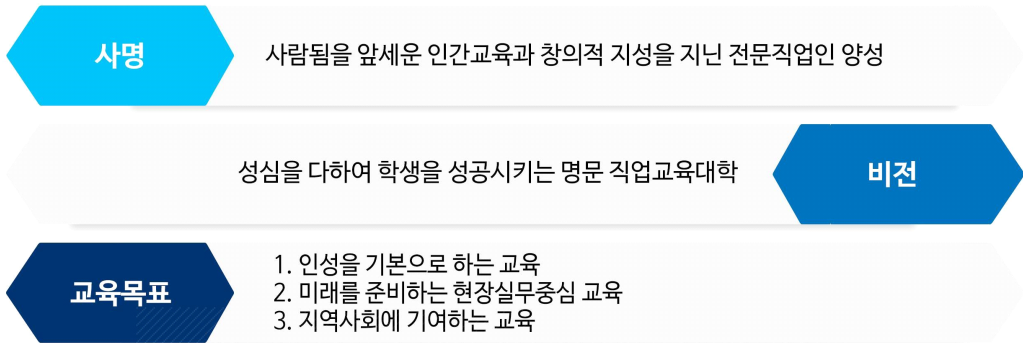 사명
사람됨을 앞세운 인간교육과 창의적 지성을 지닌 전문직업인 양성
성심을 다하여 학생을 성공시키는 명문 직업교육대학
비전
교육목표
1. 인성을 기본으로 하는 교육
2. 미래를 준비하는 현장실무중심 교육
3. 지역사회에 기여하는 교육